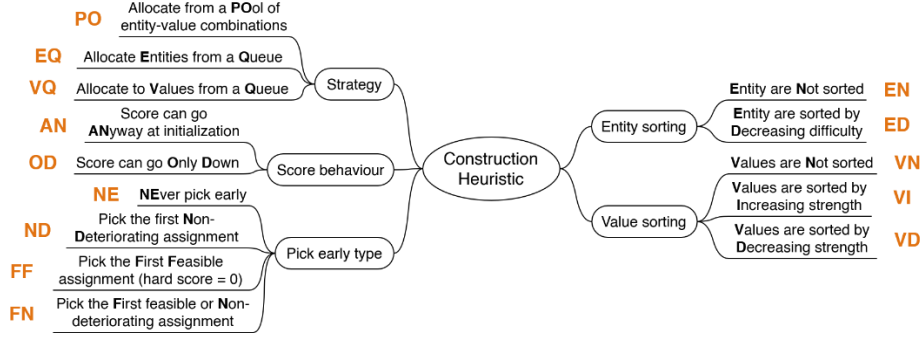 PO
Allocate from a POol of
entity-value combinations
EQ
Allocate Entities from a Queue
VQ
Allocate to Values from a Queue
Strategy
AN
Score can go
ANyway at initialization
OD
Score can go Only Down
Score behaviour
NE
NEver pick early
ND
Pick the first Non-
Deteriorating assignment
FF
Pick the First Feasible
assignment (hard score = 0)
FN
Pick the First feasible or Non-
deteriorating assignment
Pick early type
Construction
Heuristic
Entity sorting
Entity are Not sorted
EN
Entity are sorted by
Decreasing difficulty
ED
Value sorting
Values are Not sorted
VN
Values are sorted by
Increasing strength
VI
Values are sorted by
Decreasing strength
VD